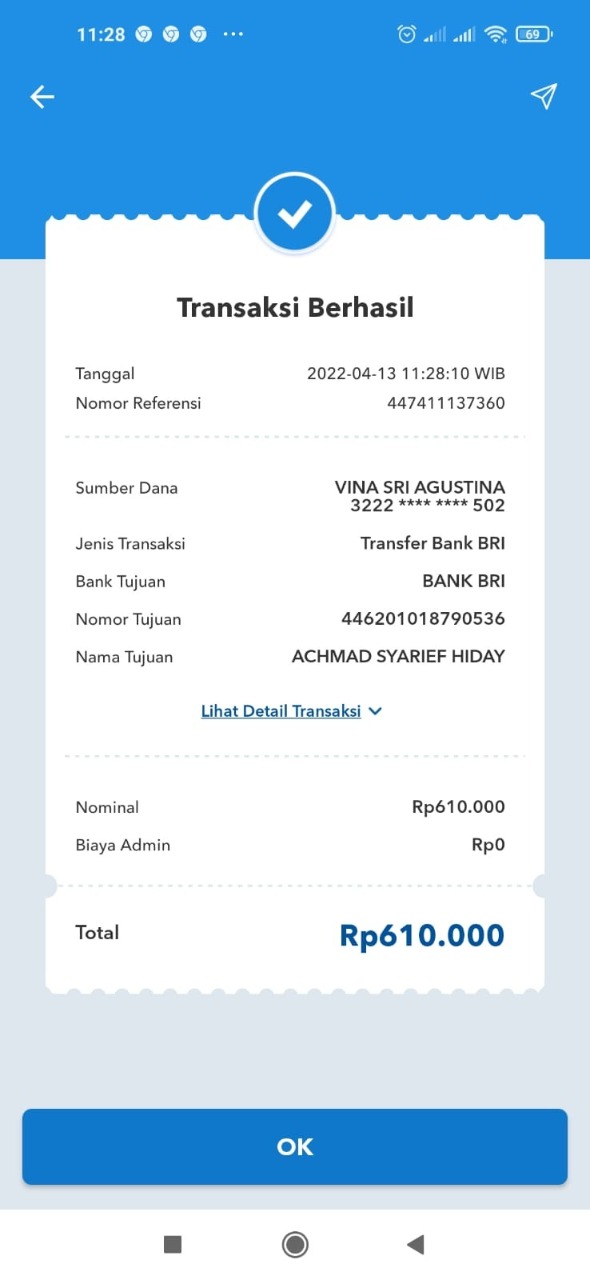 11:28 ...
69
Transaksi Berhasil
Tanggal 2022-04-13 11:28:10 WIB
Nomor Referensi 447411137360
Sumber Dana VINA SRI AGUSTINA
3222 **** **** 502
Jenis Transaksi Transfer Bank BRI
Bank Tujuan BANK BRI
Nomor Tujuan 446201018790536
Nama Tujuan ACHMAD SYARIEF HIDAY
Lihat Detail Transaksi
Nominal Rp610.000
Biaya Admin Rp0
Total Rp610.000
OK